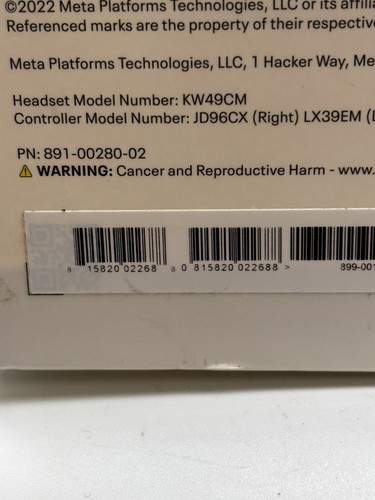 ©2022 Meta Platforms Technologies, LLC or its affilia
Referenced marks are the property of their respective
Meta Platforms Technologies, LLC, 1 Hacker Way, Me
Headset Model Number: KW49CM
Controller Model Number: JD96CX (Right) LX39EM (L
PN: 891-00280-02
⚠ WARNING: Cancer and Reproductive Harm - www.
8 15820 02268 8 0 815820 022688 > 899-001